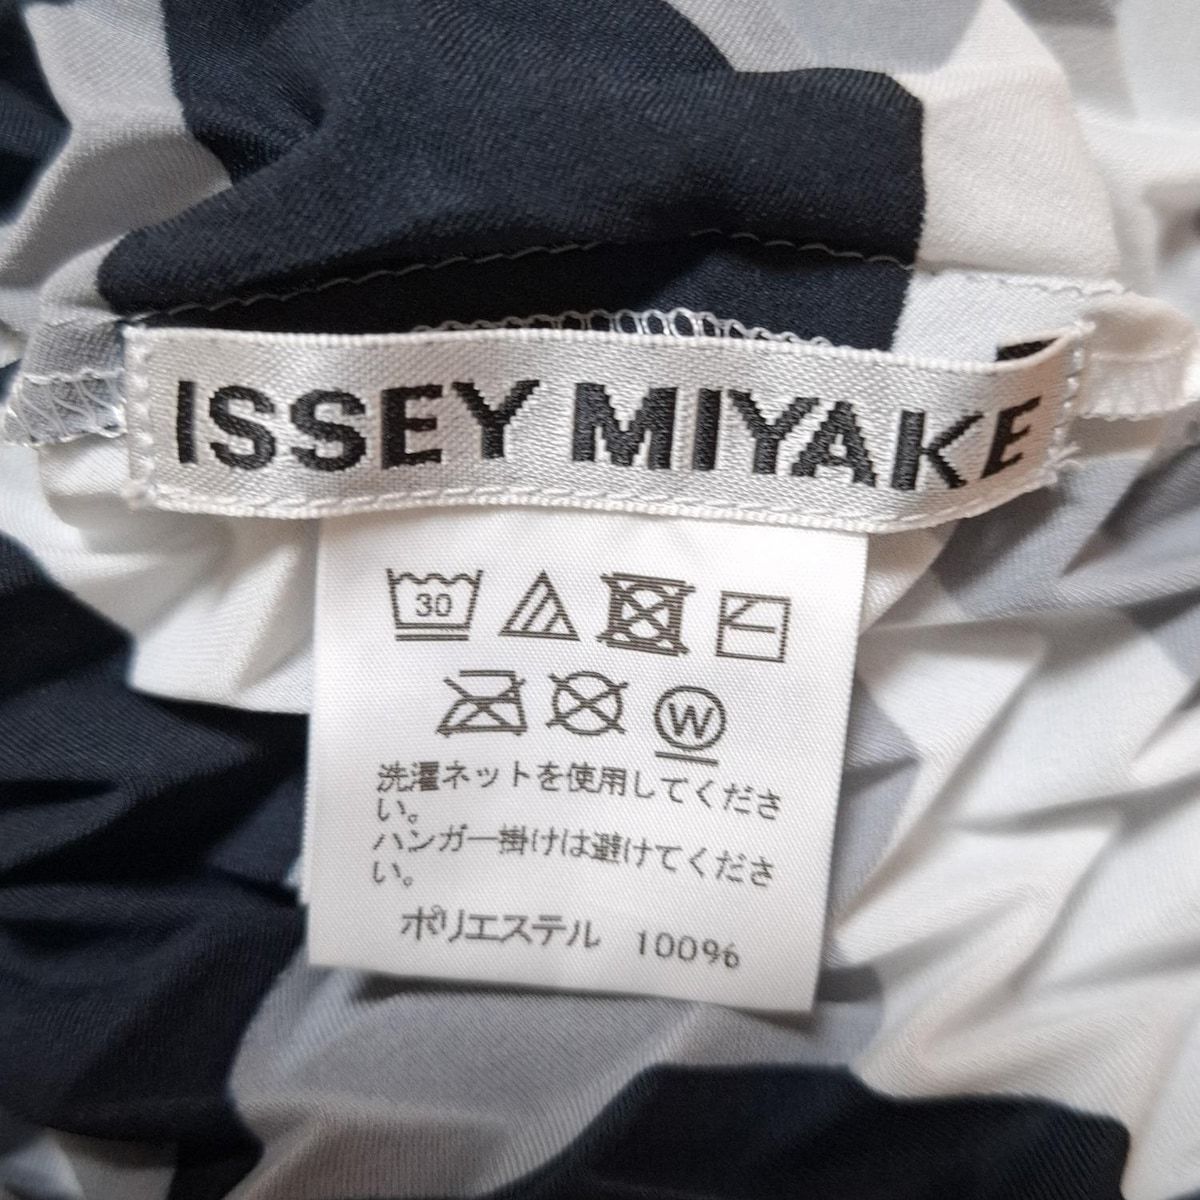 ISSEY MIYAKE
30
W
洗濯ネットを使用してくださ
い。
ハンガー掛けは避けてくださ
い。
ポリエステル 100%